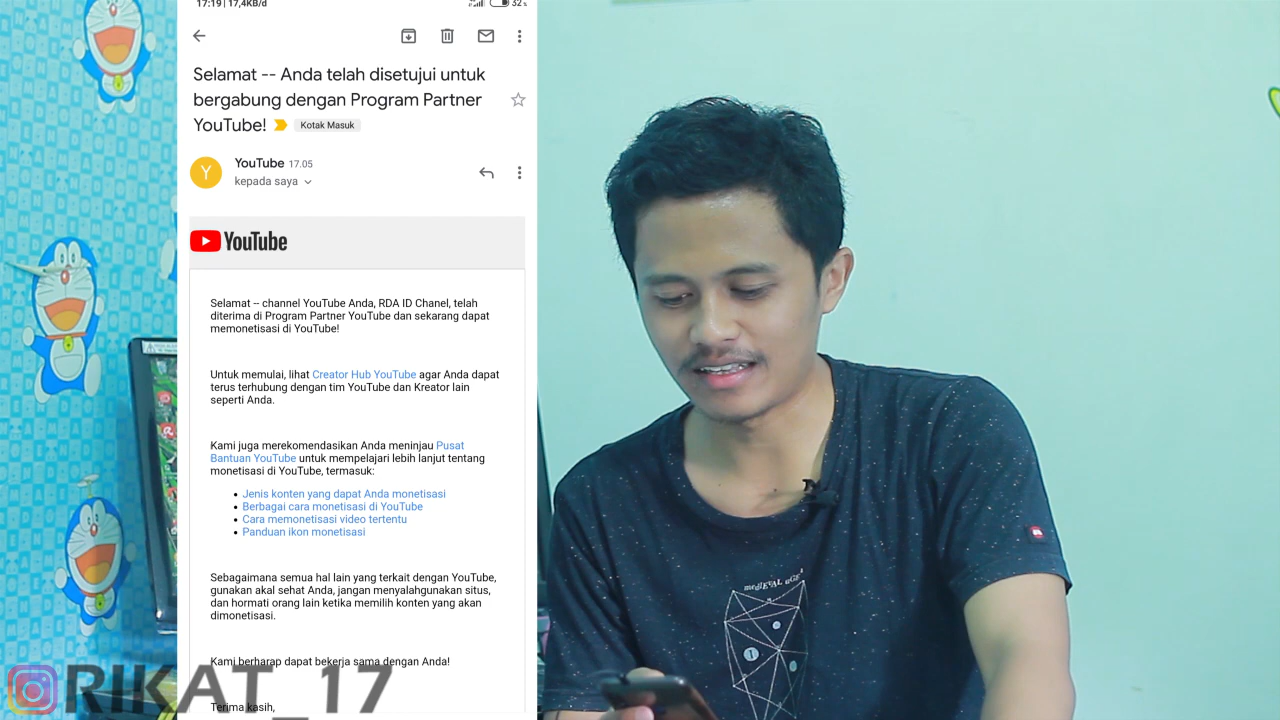 17:19 | 17,4KB/d
32%
Selamat -- Anda telah disetujui untuk
bergabung dengan Program Partner
YouTube!
Kotak Masuk
Y
YouTube 17.05
kepada saya
YouTube
Selamat -- channel YouTube Anda, RDA ID Chanel, telah
diterima di Program Partner YouTube dan sekarang dapat
memonetisasi di YouTube!
Untuk memulai, lihat Creator Hub YouTube agar Anda dapat
terus terhubung dengan tim YouTube dan Kreator lain
seperti Anda.
Kami juga merekomendasikan Anda meninjau Pusat
Bantuan YouTube untuk mempelajari lebih lanjut tentang
monetisasi di YouTube, termasuk:
Jenis konten yang dapat Anda monetisasi
Berbagai cara monetisasi di YouTube
Cara memonetisasi video tertentu
Panduan ikon monetisasi
Sebagaimana semua hal lain yang terkait dengan YouTube,
gunakan akal sehat Anda, jangan menyalahgunakan situs,
dan hormati orang lain ketika memilih konten yang akan
dimonetisasi.
Kami berharap dapat bekerja sama dengan Anda!
Terima kasih,
RIKAT_17